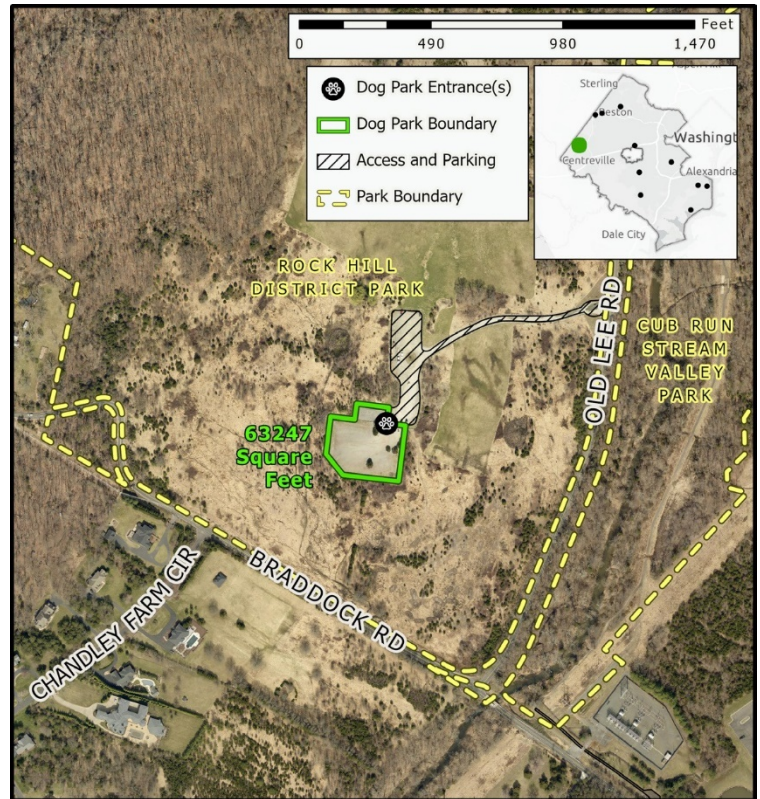 Feet
0 490 980 1,470
Dog Park Entrance(s)
Dog Park Boundary
Access and Parking
Park Boundary
Sterling
Reston
Washington
Centreville
Alexandria
Dale City
ROCK HILL
DISTRICT PARK
OLD LEE RD
CUB RUN
STREAM
VALLEY
PARK
63247
Square
Feet
BRADDOCK RD
CHANDLEY FARM CIR